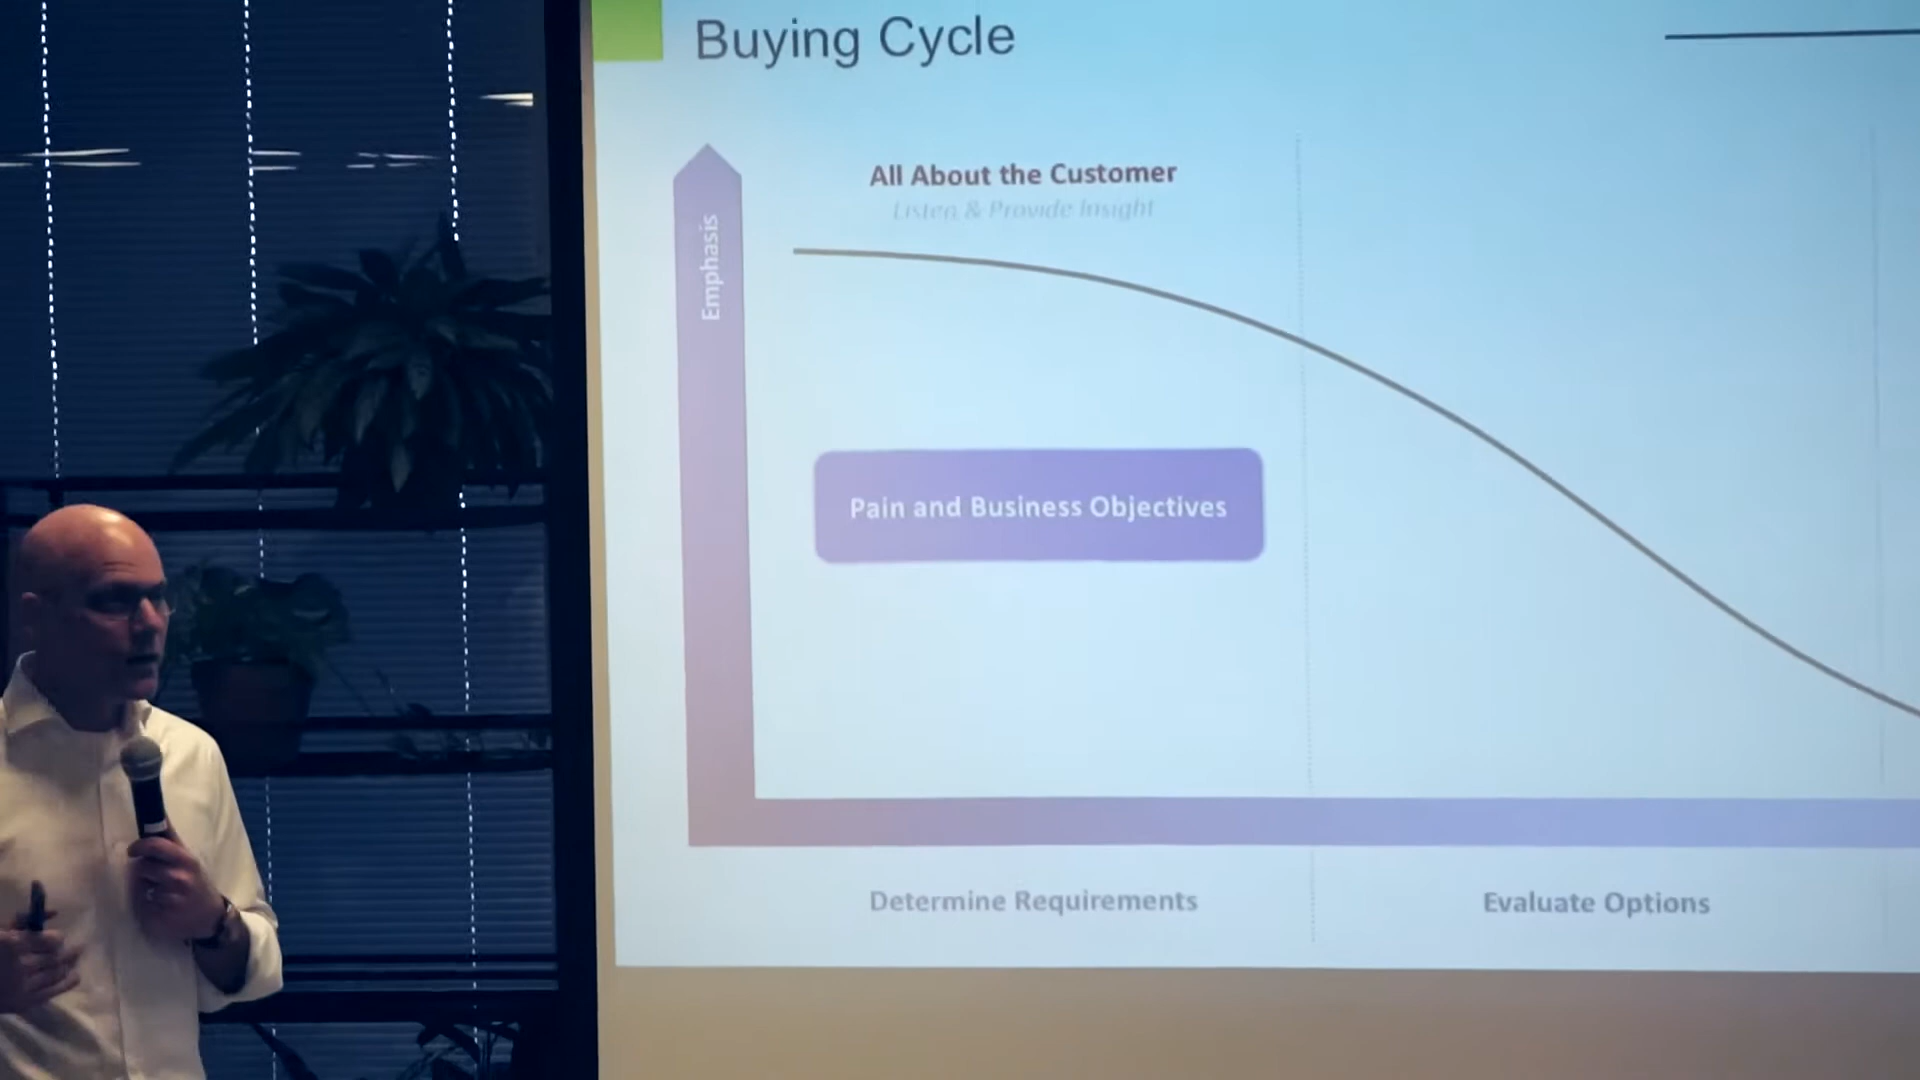 Buying Cycle
All About the Customer
Listen & Provide Insight
Emphasis
Pain and Business Objectives
Determine Requirements
Evaluate Options